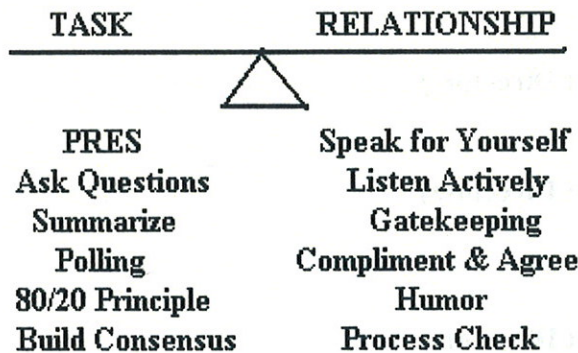 TASK RELATIONSHIP
PRES Speak for Yourself
Ask Questions Listen Actively
Summarize Gatekeeping
Polling Compliment & Agree
80/20 Principle Humor
Build Consensus Process Check